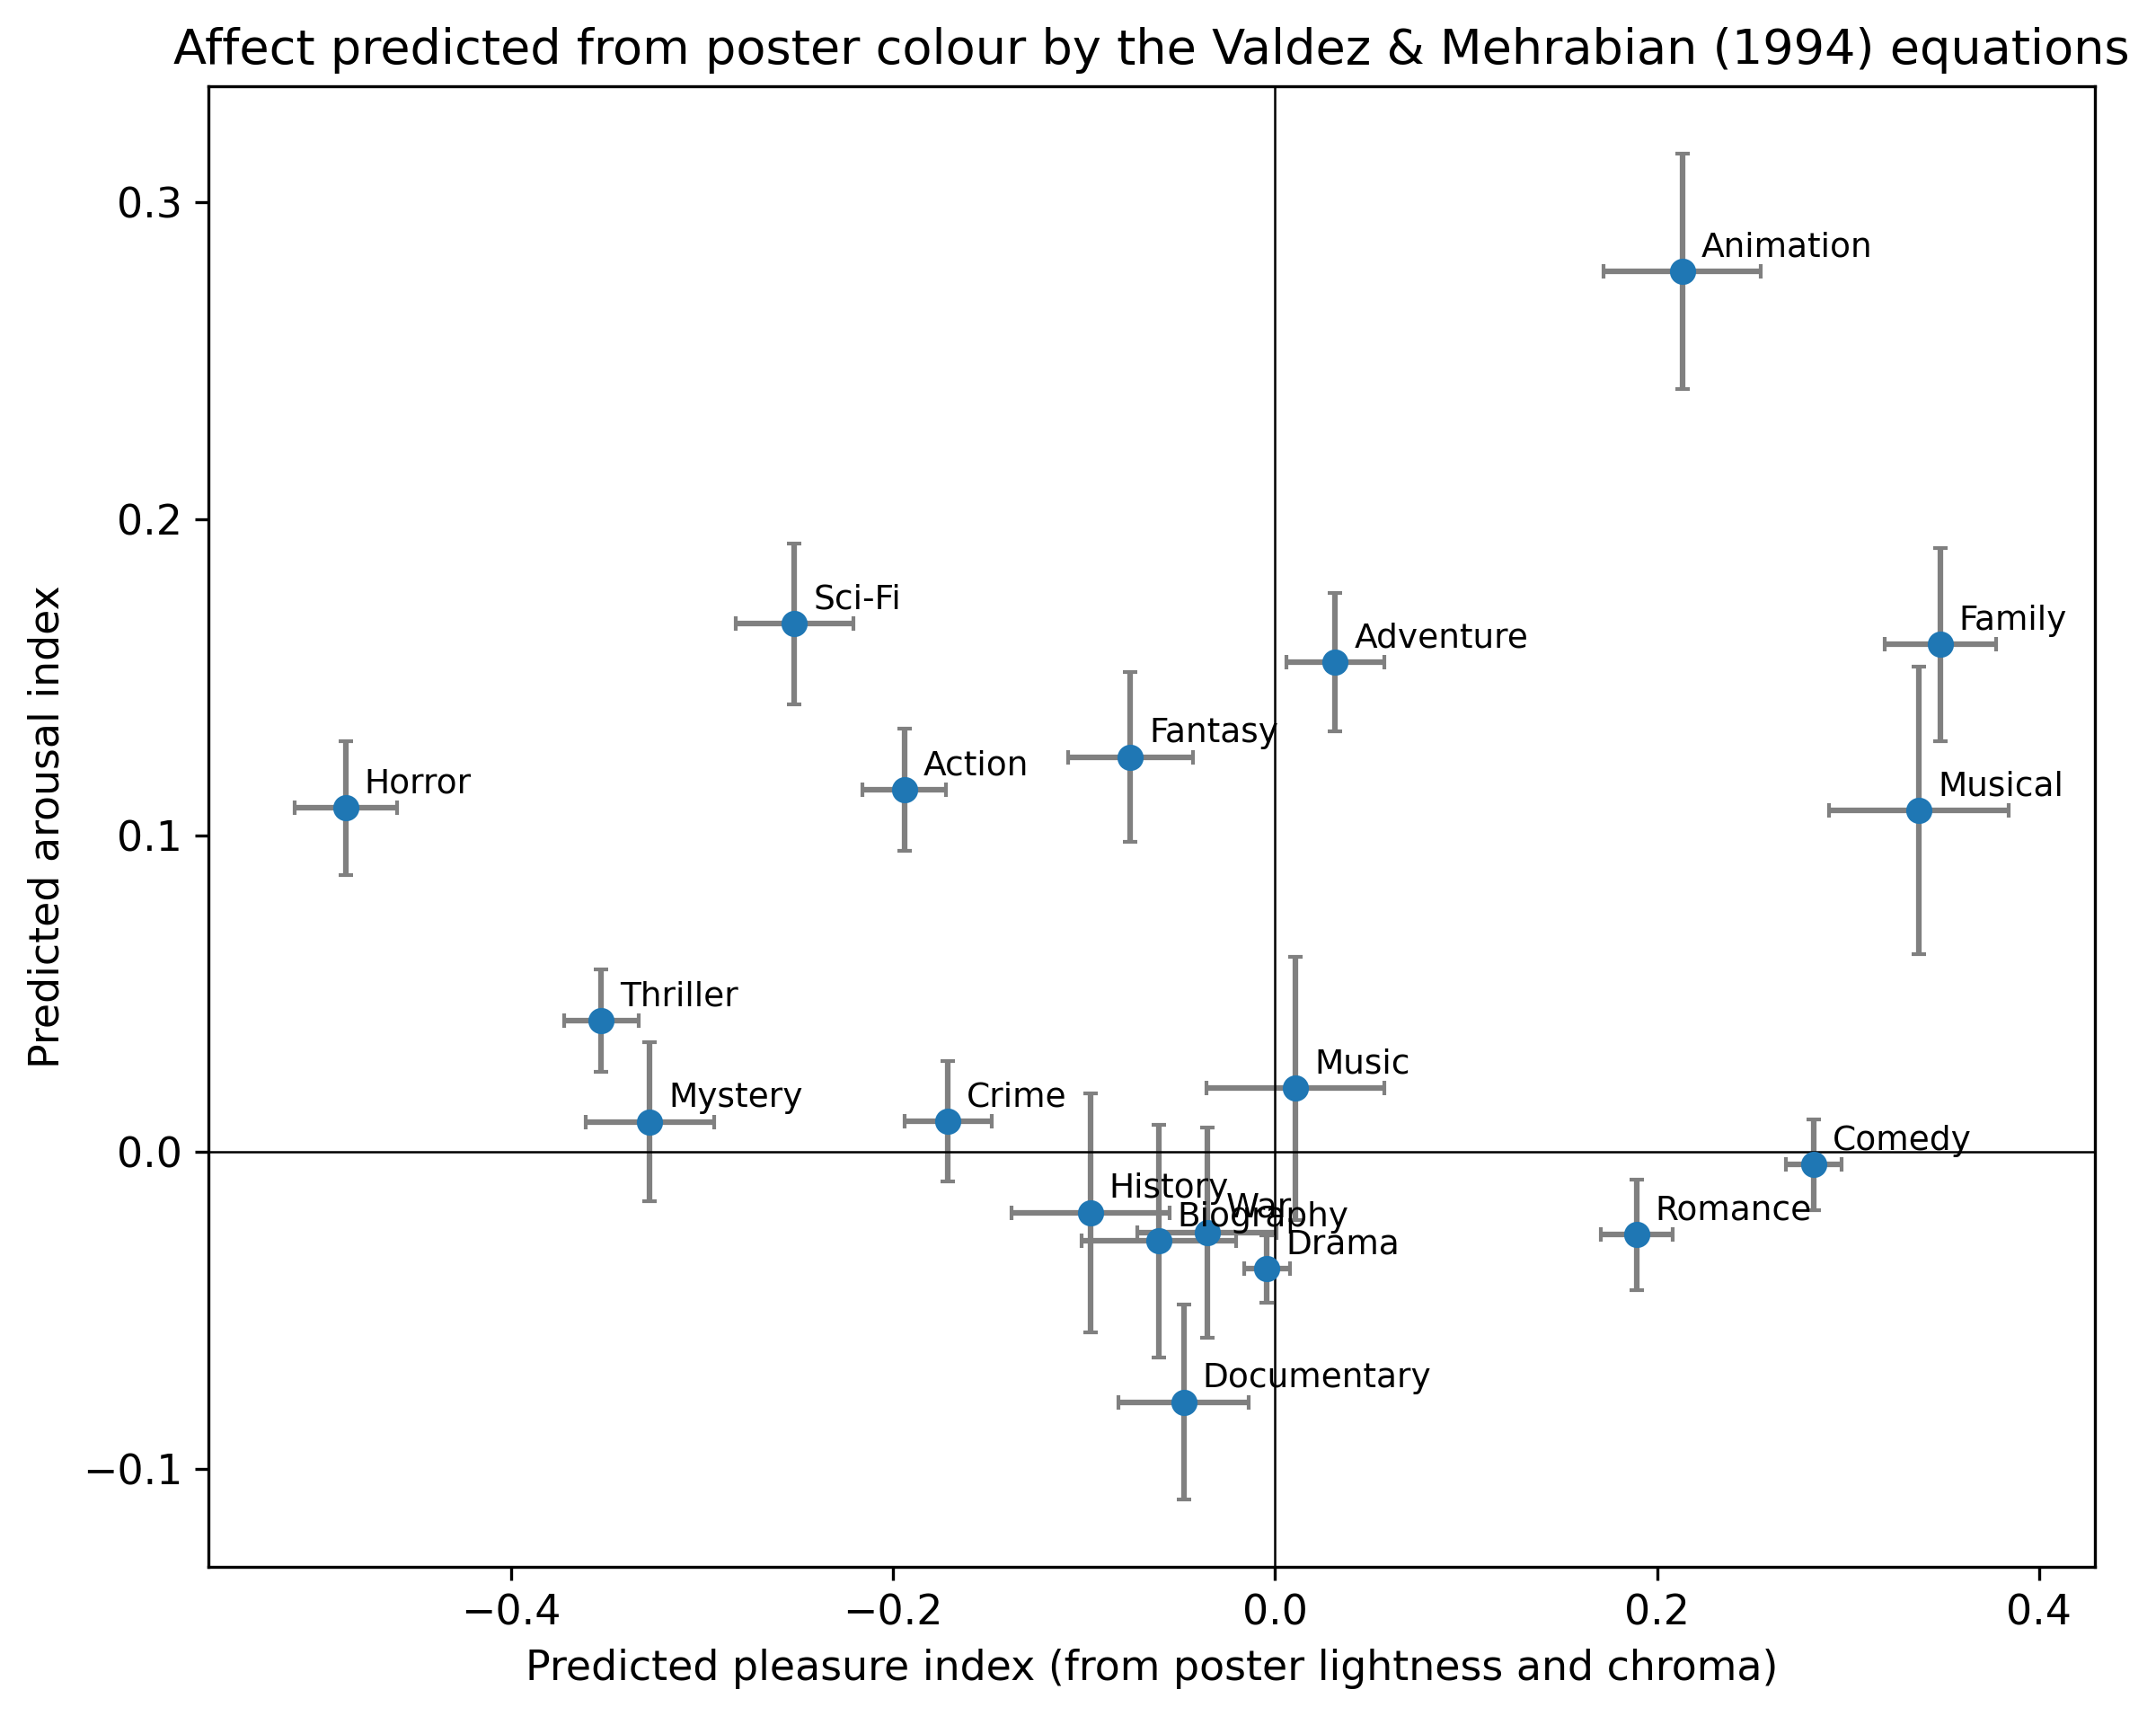 Affect predicted from poster colour by the Valdez & Mehrabian (1994) equations
0.3
0.2
0.1
0.0
−0.1
Predicted arousal index
Animation
Sci-Fi
Family
Adventure
Fantasy
Action
Horror
Musical
Thriller
Music
Mystery
Crime
Comedy
History
War
Romance
Biography
Drama
Documentary
−0.4
−0.2
0.0
0.2
0.4
Predicted pleasure index (from poster lightness and chroma)